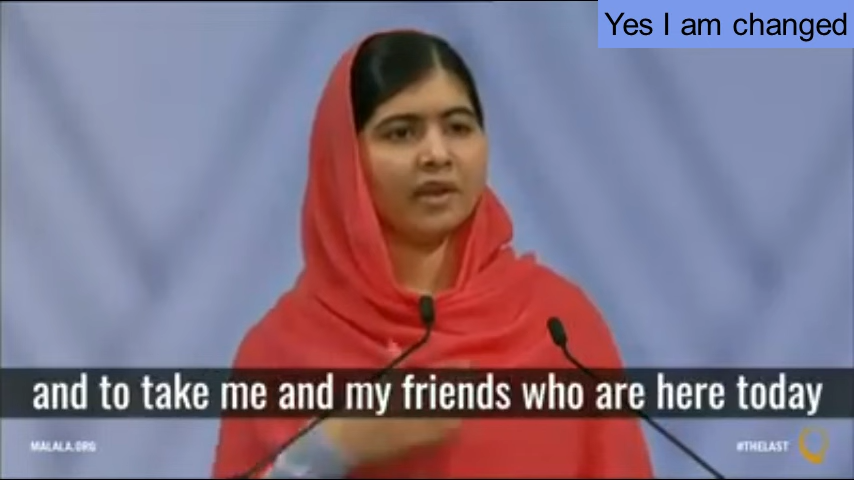 Yes I am changed
and to take me and my friends who are here today
MALALA.ORG
#THELAST